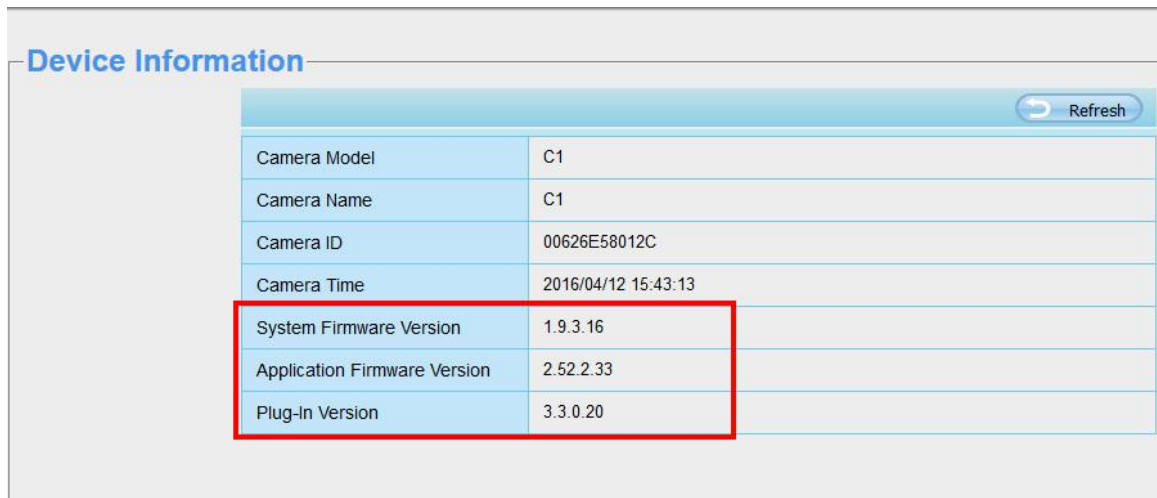 Device Information
Refresh
Camera Model C1
Camera Name C1
Camera ID 00626E58012C
Camera Time 2016/04/12 15:43:13
System Firmware Version 1.9.3.16
Application Firmware Version 2.52.2.33
Plug-In Version 3.3.0.20